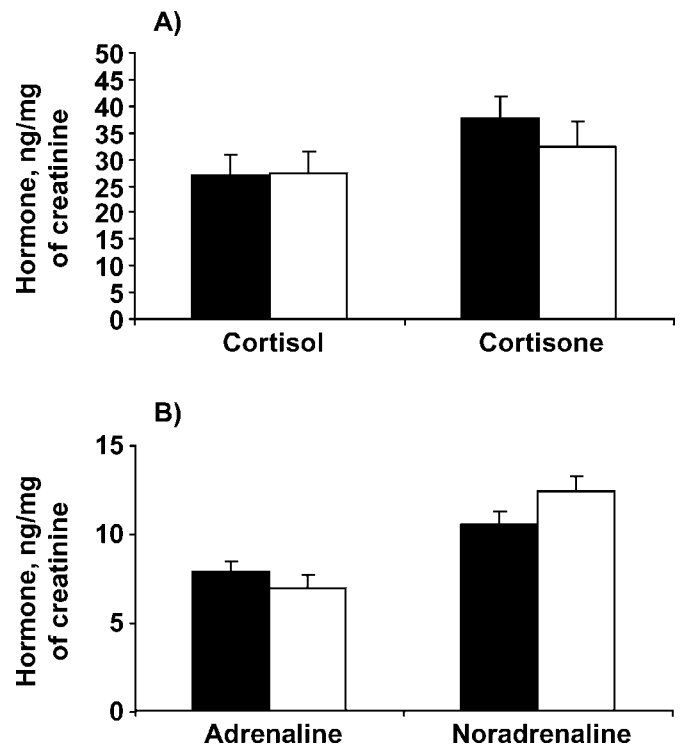 A)
Hormone, ng/mg
of creatinine
50
45
40
35
30
25
20
15
10
5
0
Cortisol Cortisone
B)
Hormone, ng/mg
of creatinine
15
10
5
0
Adrenaline Noradrenaline